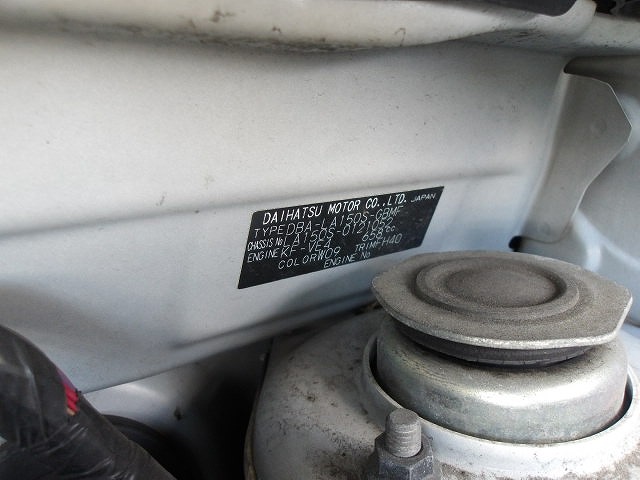 DAIHATSU MOTOR CO.,LTD. JAPAN
TYPE DBA-LA150S-GBMF
CHASSIS No LA150S-0121052
ENGINE KF-VE4 658cc
COLOR W09 TRIM FH40
ENGINE No